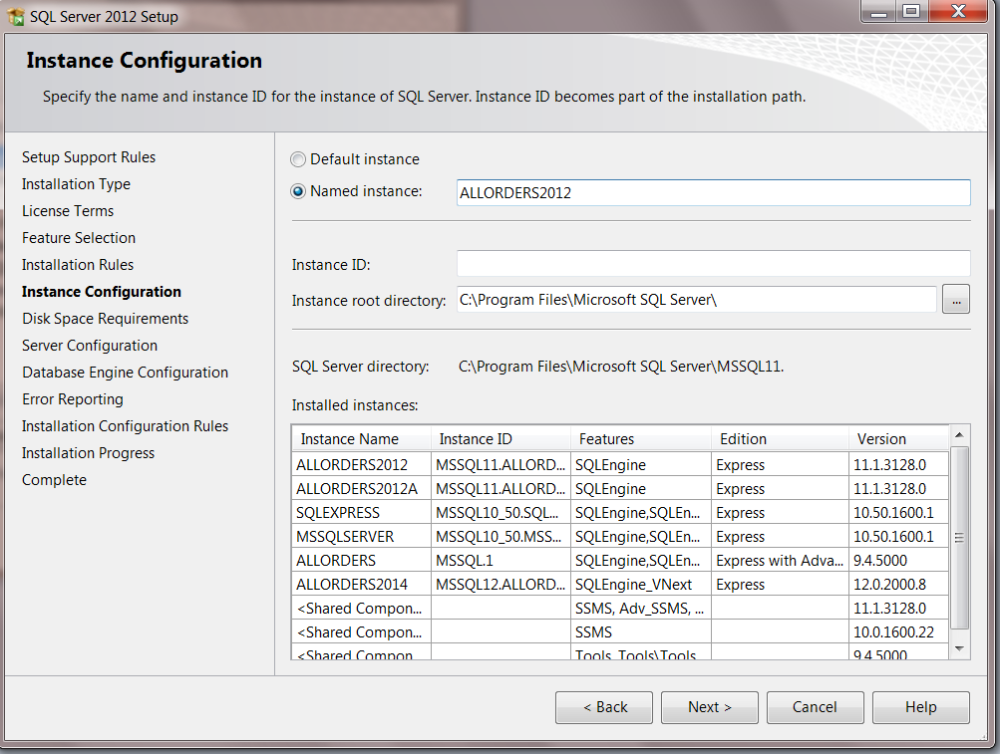 SQL Server 2012 Setup
Instance Configuration
Specify the name and instance ID for the instance of SQL Server. Instance ID becomes part of the installation path.
Setup Support Rules
Installation Type
License Terms
Feature Selection
Installation Rules
Instance Configuration
Disk Space Requirements
Server Configuration
Database Engine Configuration
Error Reporting
Installation Configuration Rules
Installation Progress
Complete
Default instance
Named instance: ALLORDERS2012
Instance ID:
Instance root directory: C:\Program Files\Microsoft SQL Server\ ...
SQL Server directory: C:\Program Files\Microsoft SQL Server\MSSQL11.
Installed instances:
Instance Name Instance ID Features Edition Version
ALLORDERS2012 MSSQL11.ALLORD... SQLEngine Express 11.1.3128.0
ALLORDERS2012A MSSQL11.ALLORD... SQLEngine Express 11.1.3128.0
SQLEXPRESS MSSQL10_50.SQL... SQLEngine,SQLEn... Express 10.50.1600.1
MSSQLSERVER MSSQL10_50.MSS... SQLEngine,SQLEn... Express 10.50.1600.1
ALLORDERS MSSQL.1 SQLEngine,SQLEn... Express with Adva... 9.4.5000
ALLORDERS2014 MSSQL12.ALLORD... SQLEngine_VNext Express 12.0.2000.8
<Shared Compon... SSMS, Adv_SSMS, ... 11.1.3128.0
<Shared Compon... SSMS 10.0.1600.22
<Shared Compon Tools, Tools\Tools 9.4.5000
< Back Next > Cancel Help